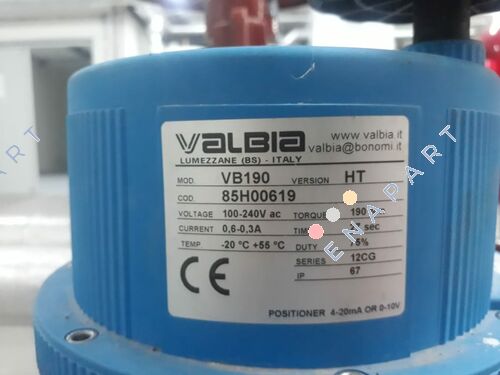 VALBIA
www.valbia.it
LUMEZZANE (BS) - ITALY
valbia@bonomi.it
MOD. VB190 VERSION HT
COD 85H00619
VOLTAGE 100-240V ac TORQUE 190
CURRENT 0,6-0,3A sec
TEMP -20 °C +55 °C DUTY
SERIES 12CG
CE IP 67
POSITIONER 4-20mA OR 0-10V
ENAPART